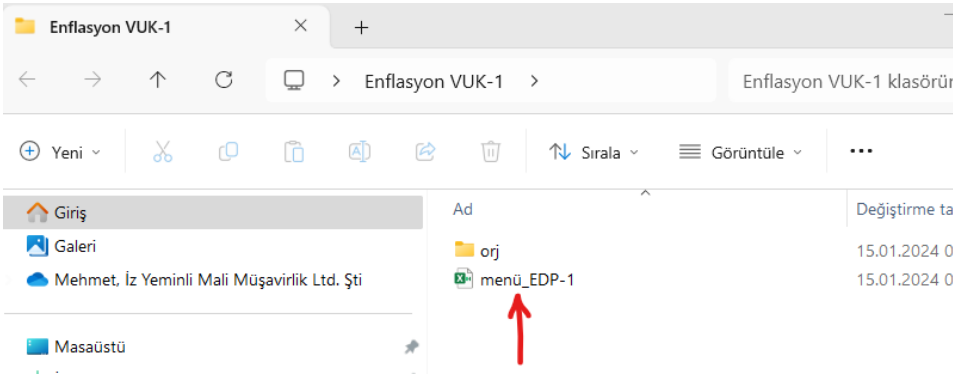 Enflasyon VUK-1
Enflasyon VUK-1
Enflasyon VUK-1 klasörün
Yeni
Sırala
Görüntüle
Giriş
Galeri
Mehmet, İz Yeminli Mali Müşavirlik Ltd. Şti
Masaüstü
Ad
Değiştirme ta
orj
15.01.2024 0
menü_EDP-1
15.01.2024 0